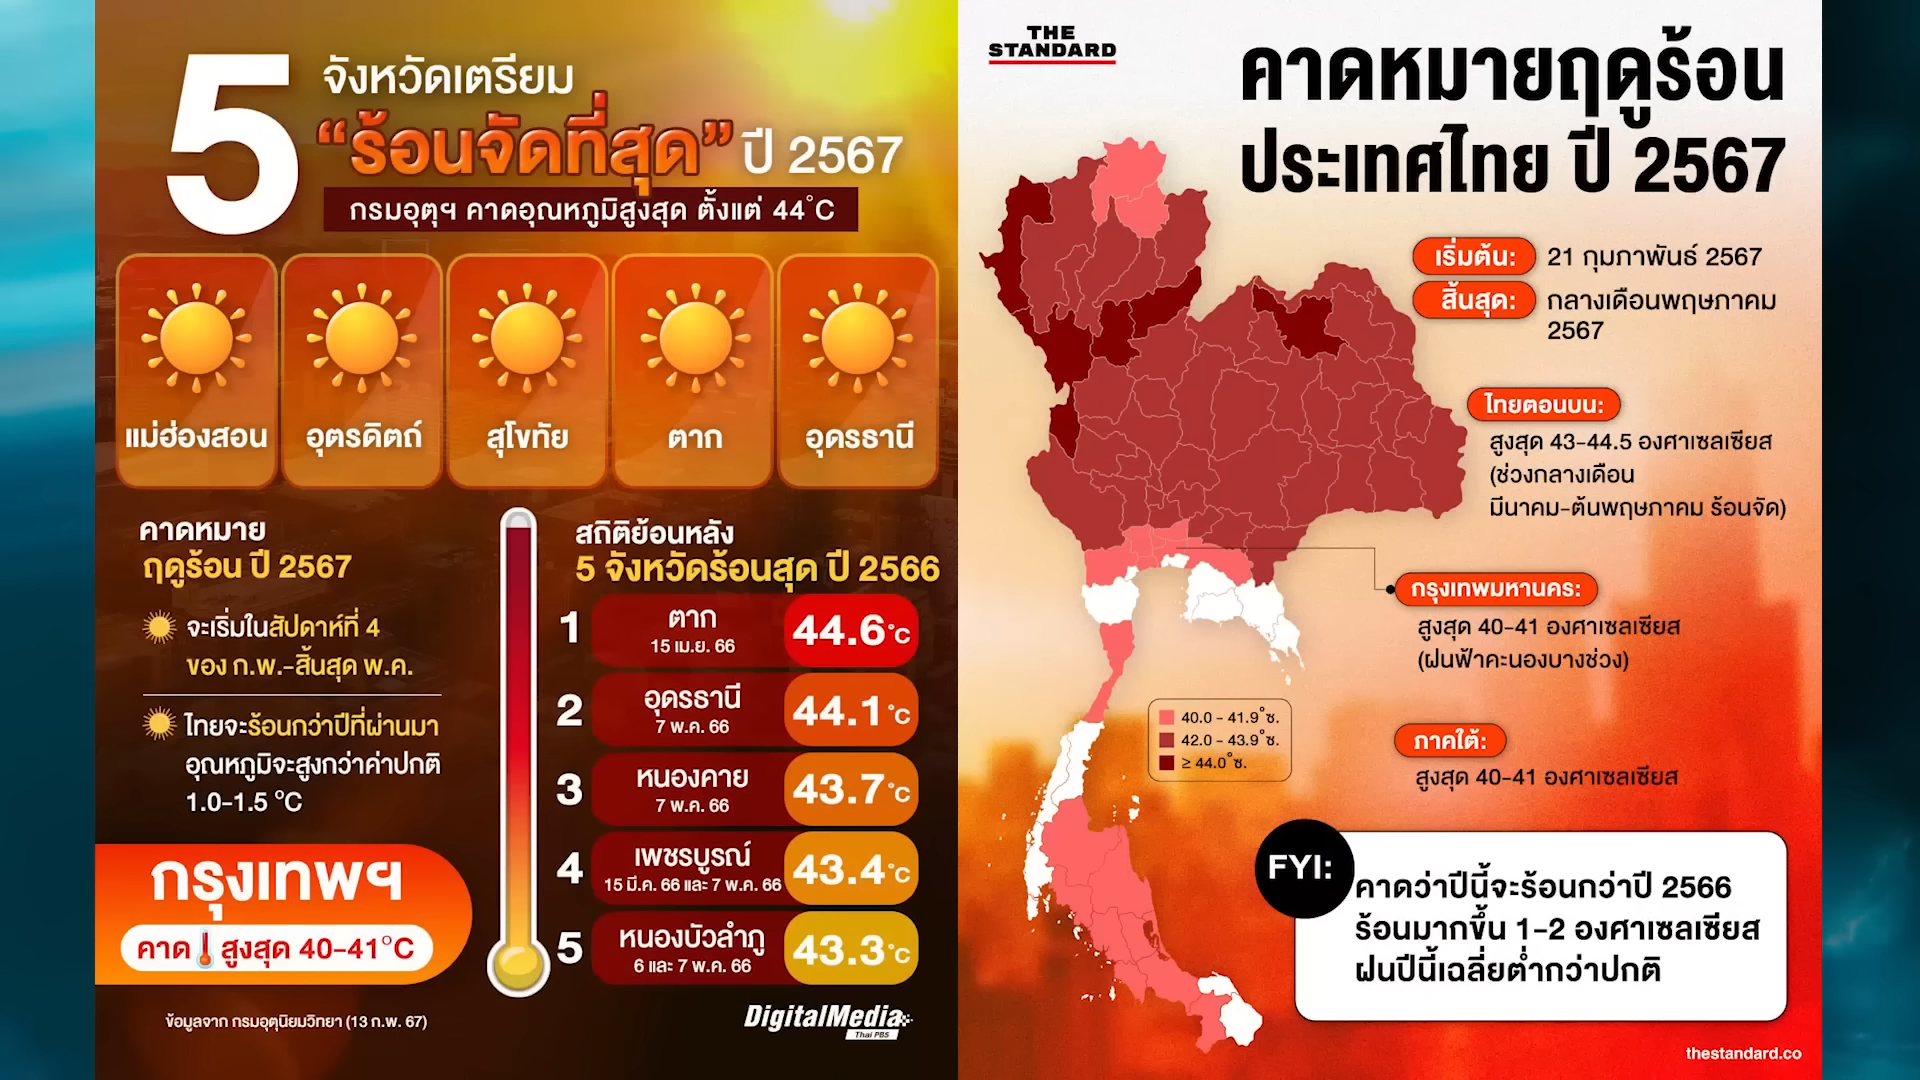 5
จังหวัดเตรียม
“ร้อนจัดที่สุด” ปี 2567
กรมอุตุฯ คาดอุณหภูมิสูงสุด ตั้งแต่ 44°C
แม่ฮ่องสอน
อุตรดิตถ์
สุโขทัย
ตาก
อุดรธานี
คาดหมาย
ฤดูร้อน ปี 2567
จะเริ่มในสัปดาห์ที่ 4
ของ ก.พ.-สิ้นสุด พ.ค.
ไทยจะร้อนกว่าปีที่ผ่านมา
อุณหภูมิจะสูงกว่าค่าปกติ
1.0-1.5 °C
กรุงเทพฯ
คาด สูงสุด 40-41°C
ข้อมูลจาก กรมอุตุนิยมวิทยา (13 ก.พ. 67)
สถิติย้อนหลัง
5 จังหวัดร้อนสุด ปี 2566
1 ตาก 44.6°C
15 เม.ย. 66
2 อุดรธานี 44.1°C
7 พ.ค. 66
3 หนองคาย 43.7°C
7 พ.ค. 66
4 เพชรบูรณ์ 43.4°C
15 มี.ค. 66 และ 7 พ.ค. 66
5 หนองบัวลำภู 43.3°C
6 และ 7 พ.ค. 66
DigitalMedia
Thai PBS
THE
STANDARD
คาดหมายฤดูร้อน
ประเทศไทย ปี 2567
เริ่มต้น: 21 กุมภาพันธ์ 2567
สิ้นสุด: กลางเดือนพฤษภาคม
2567
ไทยตอนบน:
สูงสุด 43-44.5 องศาเซลเซียส
(ช่วงกลางเดือน
มีนาคม-ต้นพฤษภาคม ร้อนจัด)
กรุงเทพมหานคร:
สูงสุด 40-41 องศาเซลเซียส
(ฝนฟ้าคะนองบางช่วง)
40.0 - 41.9°ซ.
42.0 - 43.9°ซ.
≥ 44.0°ซ.
ภาคใต้:
สูงสุด 40-41 องศาเซลเซียส
FYI:
คาดว่าปีนี้จะร้อนกว่าปี 2566
ร้อนมากขึ้น 1-2 องศาเซลเซียส
ฝนปีนี้เฉลี่ยต่ำกว่าปกติ
thestandard.co